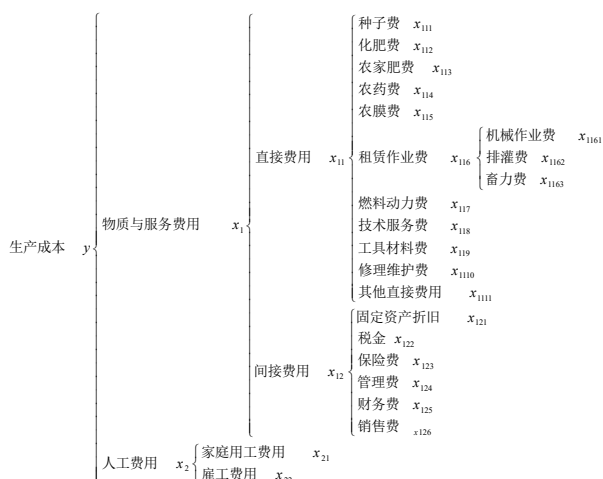 种子费 x111
化肥费 x112
农家肥费 x113
农药费 x114
农膜费 x115
机械作业费 x1161
直接费用 x11 租赁作业费 x116 排灌费 x1162
畜力费 x1163
燃料动力费 x117
物质与服务费用 x1 技术服务费 x118
生产成本 y 工具材料费 x119
修理维护费 x1110
其他直接费用 x1111
固定资产折旧 x121
税金 x122
保险费 x123
间接费用 x12 管理费 x124
财务费 x125
销售费 x126
家庭用工费用 x21
人工费用 x2
雇工费用